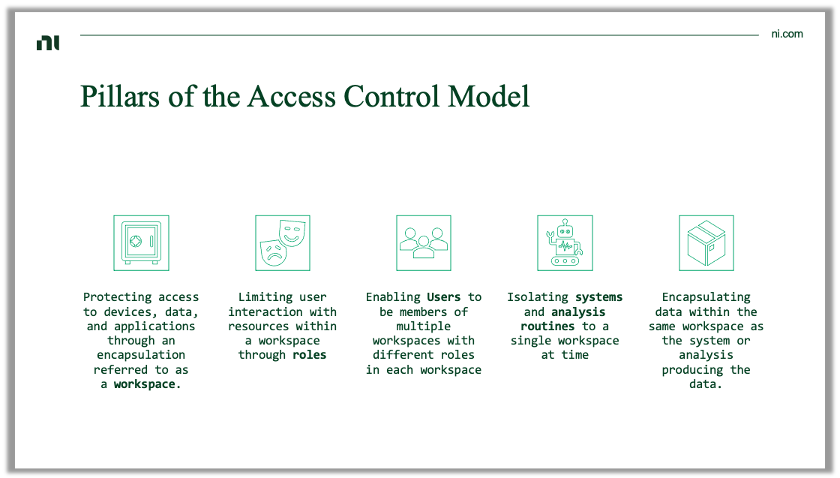 ni
ni.com
Pillars of the Access Control Model
Protecting access
to devices, data,
and applications
through an
encapsulation
referred to as
a workspace.
Limiting user
interaction with
resources within
a workspace
through roles
Enabling Users to
be members of
multiple
workspaces with
different roles
in each workspace
Isolating systems
and analysis
routines to a
single workspace
at time
Encapsulating
data within the
same workspace as
the system or
analysis
producing the
data.